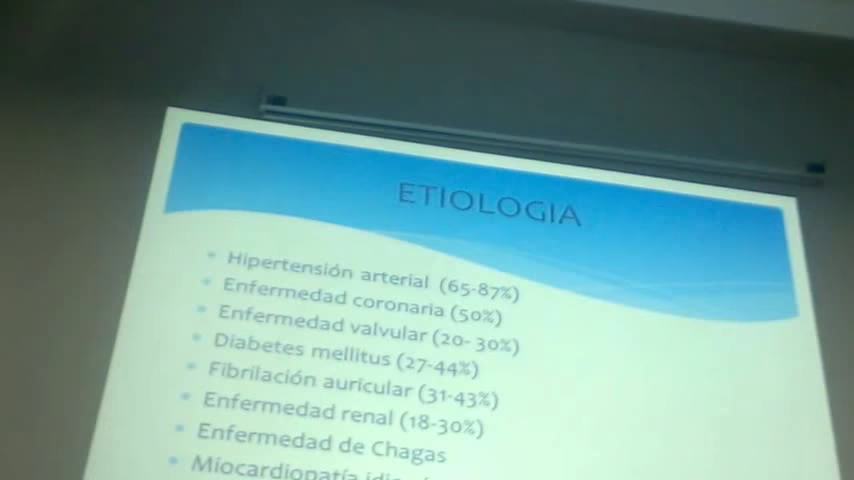 ETIOLOGIA
Hipertensión arterial (65-87%)
Enfermedad coronaria (50%)
Enfermedad valvular (20- 30%)
Diabetes mellitus (27-44%)
Fibrilación auricular (31-43%)
Enfermedad renal (18-30%)
Enfermedad de Chagas
Miocardiopatía